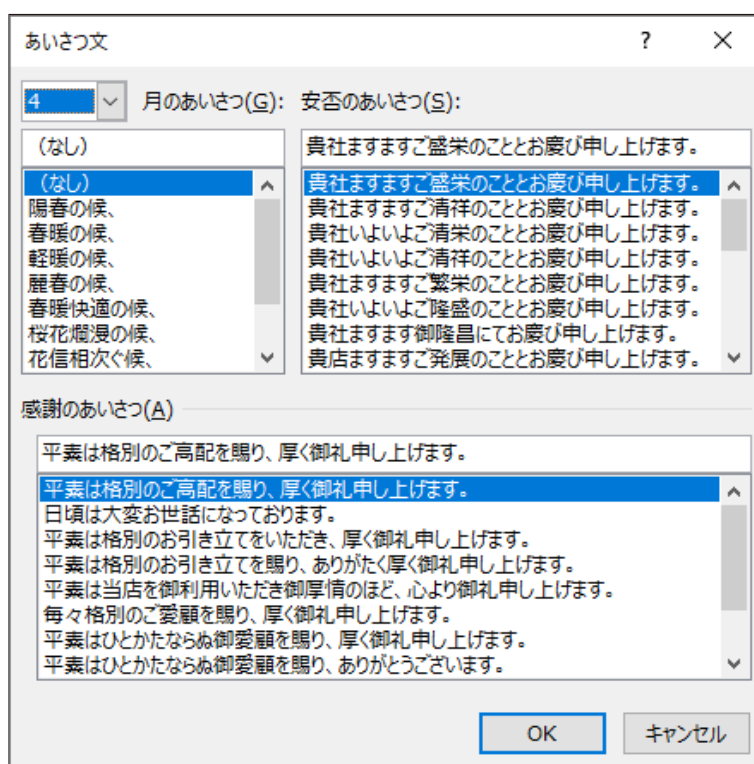 あいさつ文 ? ×
4 月のあいさつ(G): 安否のあいさつ(S):
(なし)
貴社ますますご盛栄のこととお慶び申し上げます。
(なし)
陽春の候、
春暖の候、
軽暖の候、
麗春の候、
春暖快適の候、
桜花爛漫の候、
花信相次ぐ候、
貴社ますますご盛栄のこととお慶び申し上げます。
貴社ますますご清祥のこととお慶び申し上げます。
貴社いよいよご清栄のこととお慶び申し上げます。
貴社いよいよご清祥のこととお慶び申し上げます。
貴社ますますご繁栄のこととお慶び申し上げます。
貴社いよいよご隆盛のこととお慶び申し上げます。
貴社ますます御隆昌にてお慶び申し上げます。
貴店ますますご発展のこととお慶び申し上げます。
感謝のあいさつ(A)
平素は格別のご高配を賜り、厚く御礼申し上げます。
平素は格別のご高配を賜り、厚く御礼申し上げます。
日頃は大変お世話になっております。
平素は格別のお引き立てをいただき、厚く御礼申し上げます。
平素は格別のお引き立てを賜り、ありがたく厚く御礼申し上げます。
平素は当店を御利用いただき御厚情のほど、心より御礼申し上げます。
毎々格別のご愛顧を賜り、厚く御礼申し上げます。
平素はひとかたならぬ御愛顧を賜り、厚く御礼申し上げます。
平素はひとかたならぬ御愛顧を賜り、ありがとうございます。
OK キャンセル